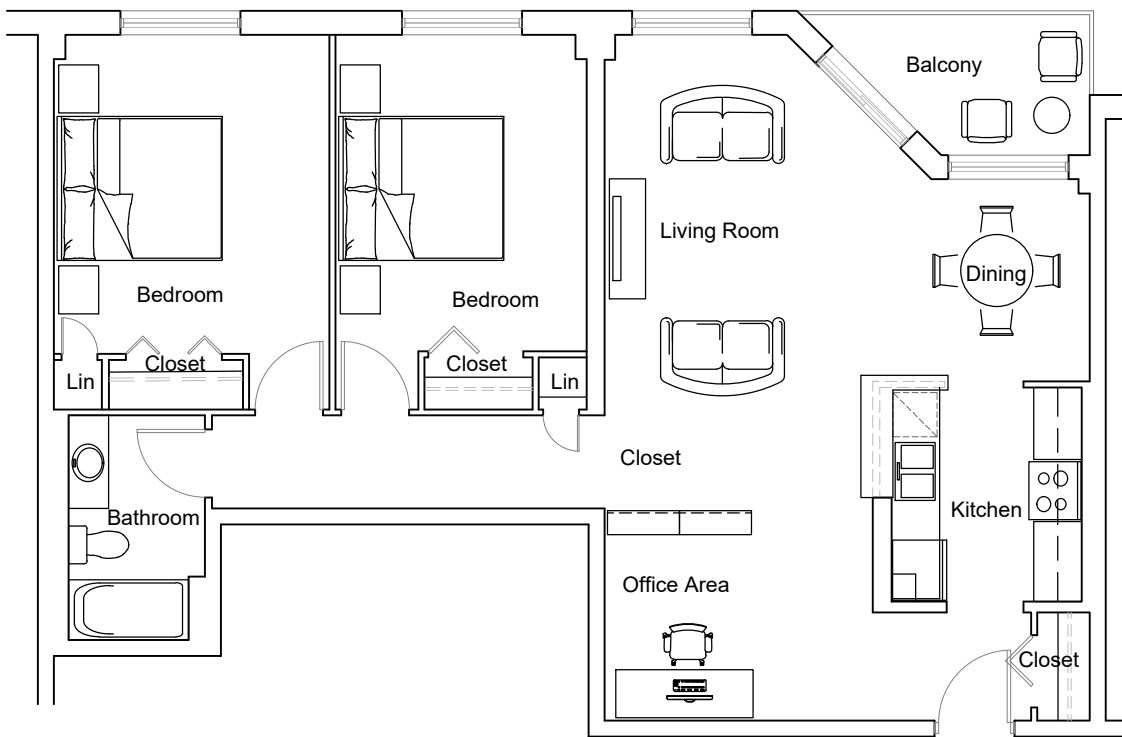 Balcony
Living Room
Dining
Bedroom
Bedroom
Closet
Closet
Lin
Lin
Closet
Kitchen
Bathroom
Office Area
Closet